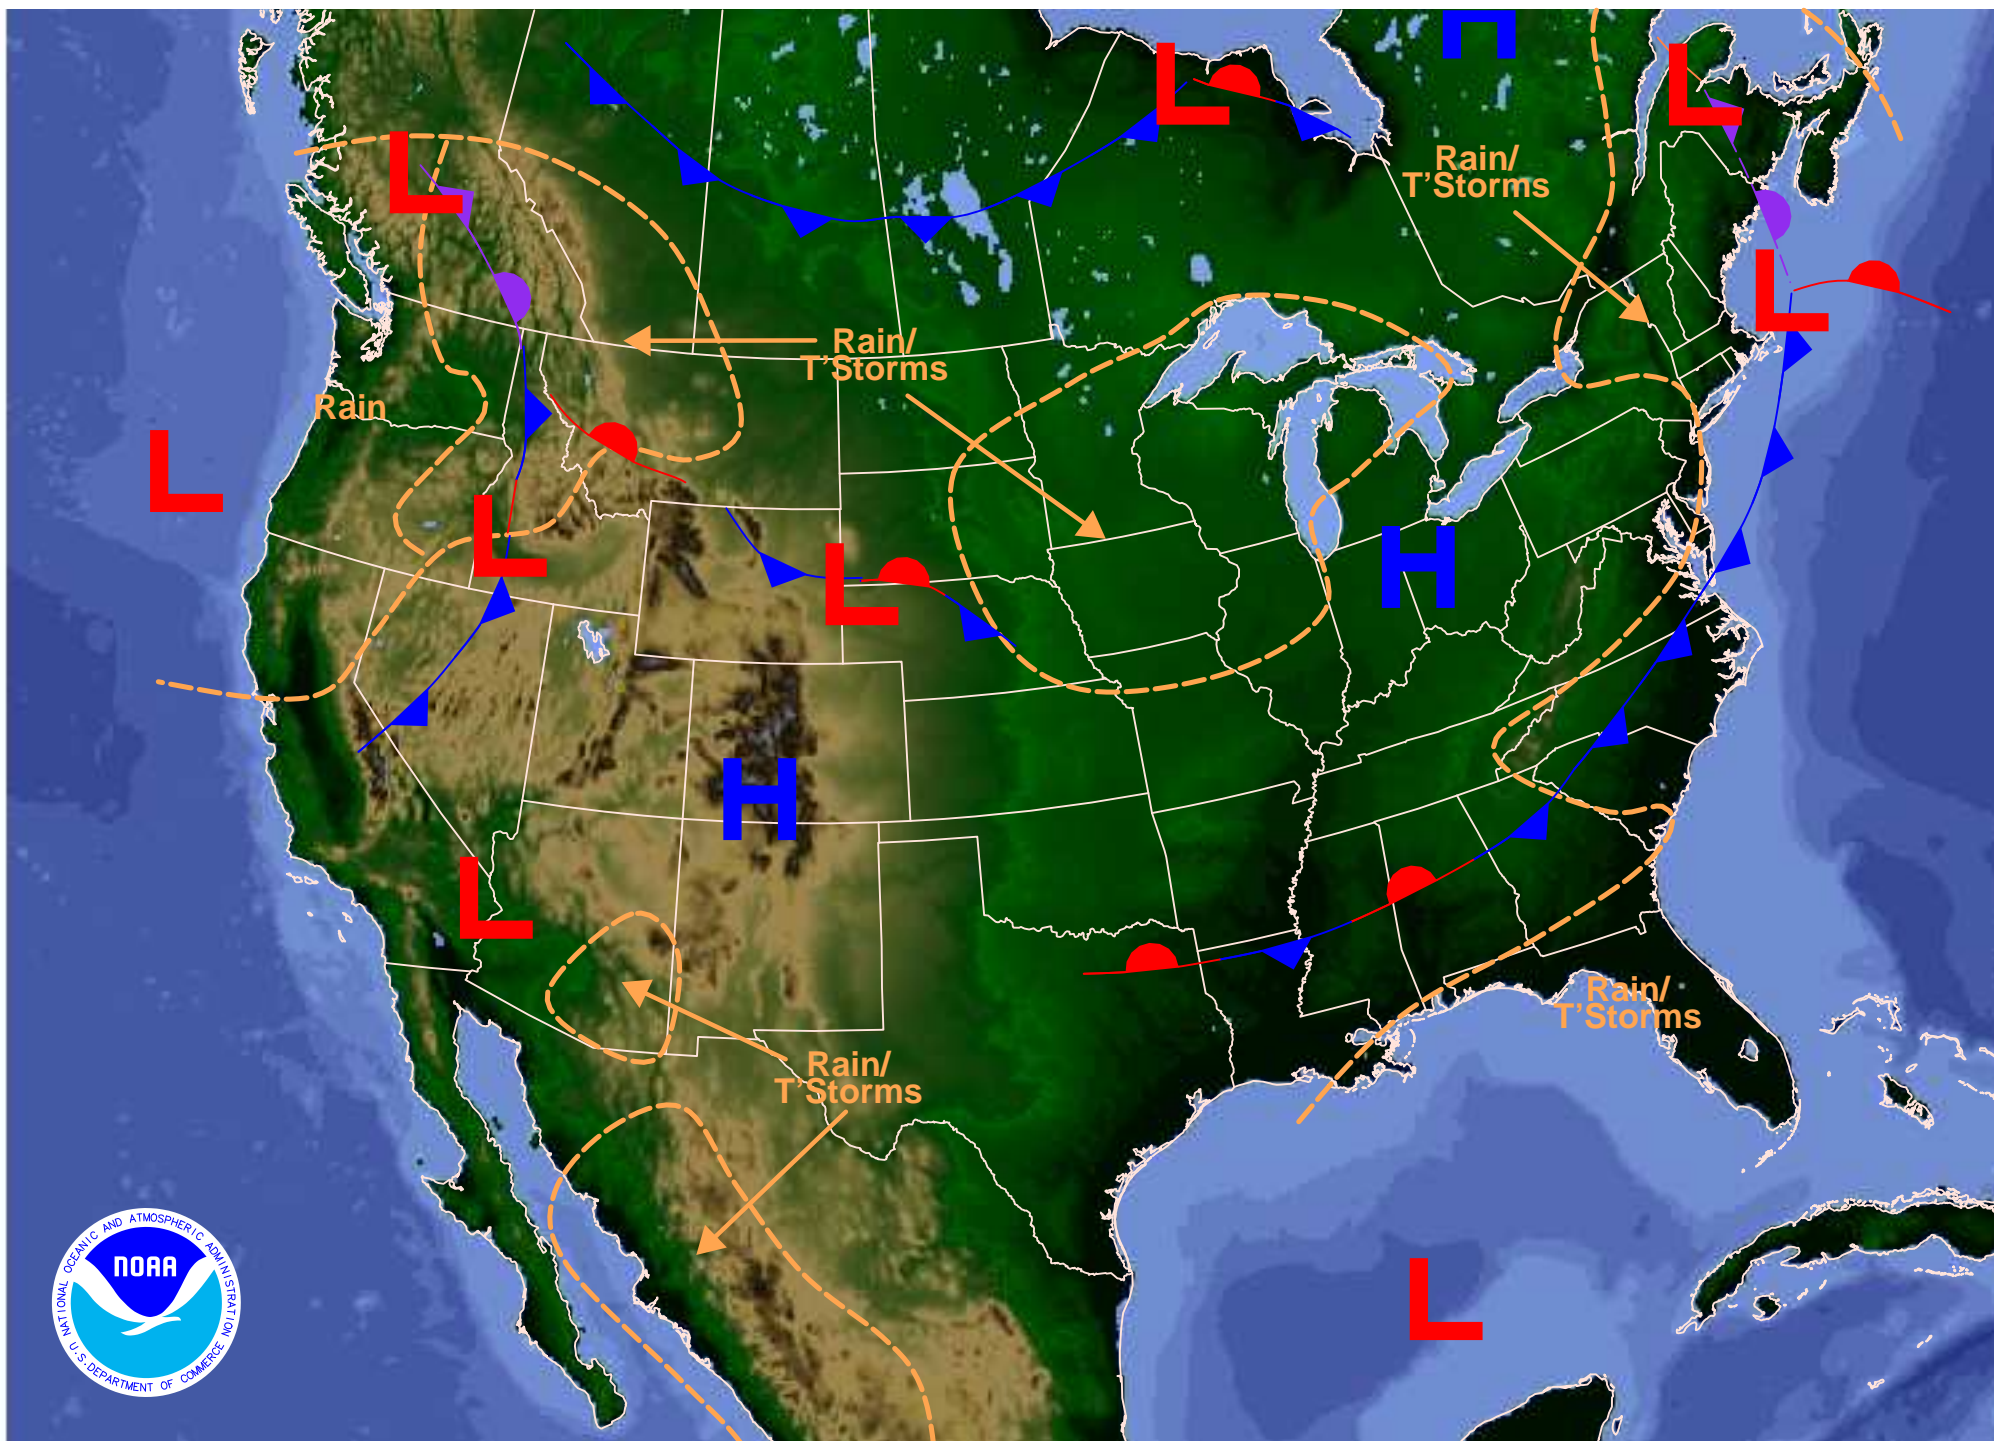 H
L
L
Rain/
T'Storms
L
L
Rain/
T'Storms
Rain
L
L
L
H
H
L
Rain/
T'Storms
Rain/
T'Storms
L
NATIONAL OCEANIC AND ATMOSPHERIC ADMINISTRATION
NOAA
U.S. DEPARTMENT OF COMMERCE